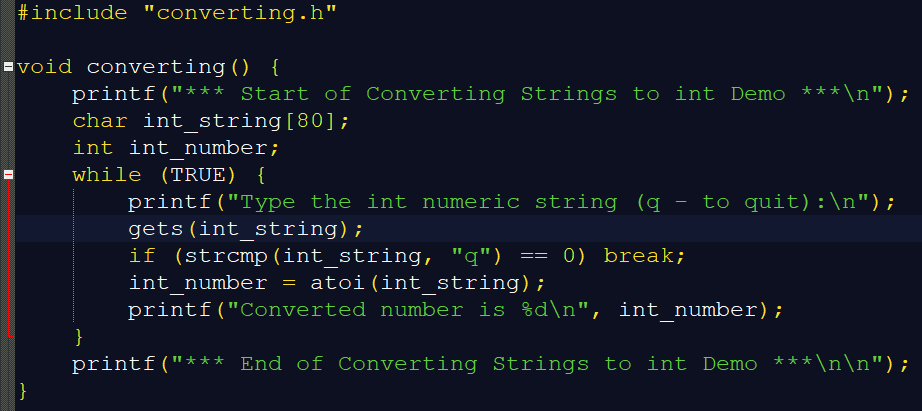 #include "converting.h"
void converting() {
printf("*** Start of Converting Strings to int Demo ***\n");
char int_string[80];
int int_number;
while (TRUE) {
printf("Type the int numeric string (q - to quit):\n");
gets(int_string);
if (strcmp(int_string, "q") == 0) break;
int_number = atoi(int_string);
printf("Converted number is %d\n", int_number);
}
printf("*** End of Converting Strings to int Demo ***\n\n");
}